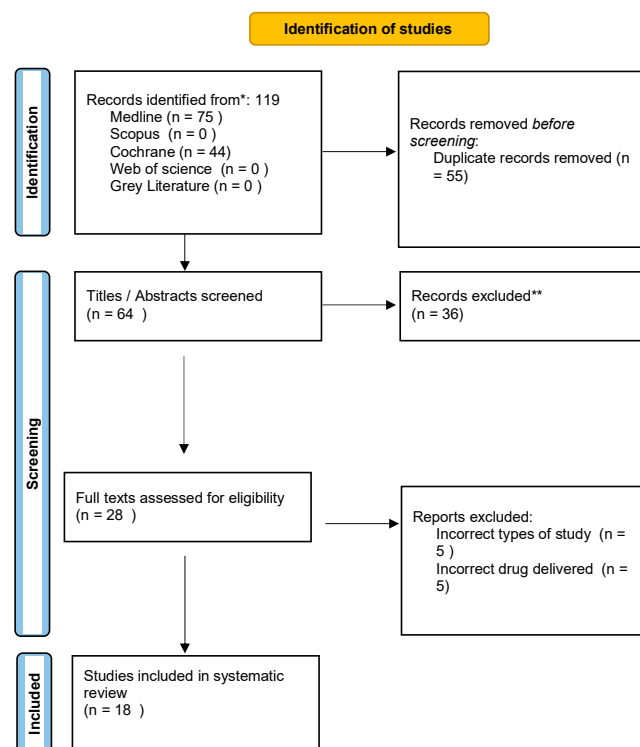 Identification of studies
Identification
Records identified from*: 119
Medline (n = 75 )
Scopus (n = 0 )
Cochrane (n = 44)
Web of science (n = 0 )
Grey Literature (n = 0 )
Records removed before
screening:
Duplicate records removed (n
= 55)
Screening
Titles / Abstracts screened
(n = 64 )
Records excluded**
(n = 36)
Full texts assessed for eligibility
(n = 28 )
Reports excluded:
Incorrect types of study (n =
5 )
Incorrect drug delivered (n =
5)
Included
Studies included in systematic
review
(n = 18 )